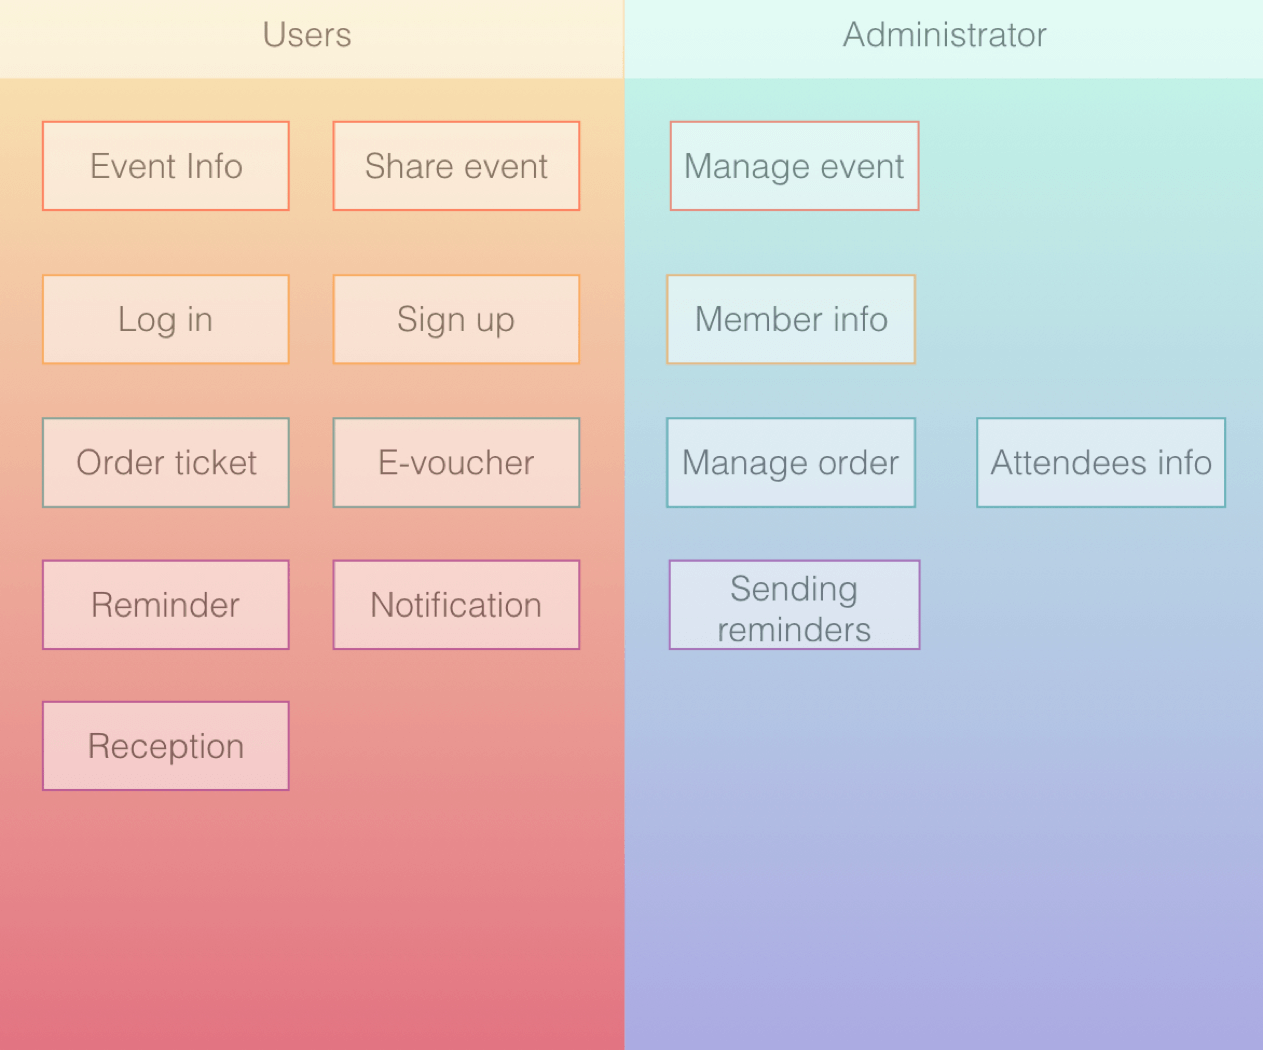 Users
Administrator
Event Info
Share event
Manage event
Log in
Sign up
Member info
Order ticket
E-voucher
Manage order
Attendees info
Reminder
Notification
Sending
reminders
Reception